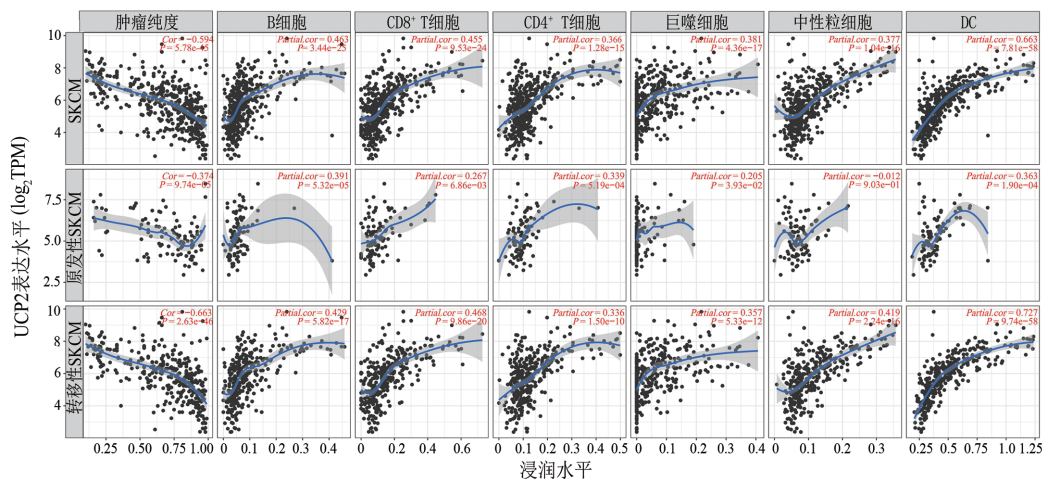 肿瘤纯度 B细胞 CD8⁺ T细胞 CD4⁺ T细胞 巨噬细胞 中性粒细胞 DC
UCP2表达水平 (log₂TPM)
SKCM
10
8
6
4
Cor = −0.594
P = 5.78e−45
Partial.cor = 0.463
P = 3.44e−25
Partial.cor = 0.455
P = 9.53e−24
Partial.cor = 0.366
P = 1.28e−15
Partial.cor = 0.381
P = 4.36e−17
Partial.cor = 0.377
P = 1.04e−16
Partial.cor = 0.663
P = 7.81e−58
原发性SKCM
7.5
5.0
2.5
Cor = −0.374
P = 9.74e−05
Partial.cor = 0.391
P = 5.32e−05
Partial.cor = 0.267
P = 6.86e−03
Partial.cor = 0.339
P = 5.19e−04
Partial.cor = 0.205
P = 3.93e−02
Partial.cor = −0.012
P = 9.03e−01
Partial.cor = 0.363
P = 1.90e−04
转移性SKCM
10
8
6
4
Cor = −0.663
P = 2.63e−46
Partial.cor = 0.429
P = 5.82e−17
Partial.cor = 0.468
P = 9.86e−20
Partial.cor = 0.336
P = 1.50e−10
Partial.cor = 0.357
P = 5.33e−12
Partial.cor = 0.419
P = 2.24e−16
Partial.cor = 0.727
P = 9.74e−58
0.25 0.50 0.75 1.00 0 0.1 0.2 0.3 0.4 0 0.2 0.4 0.6 0 0.1 0.2 0.3 0.4 0.5 0 0.1 0.2 0.3 0.4 0 0.1 0.2 0.3 0.25 0.50 0.75 1.00 1.25
浸润水平